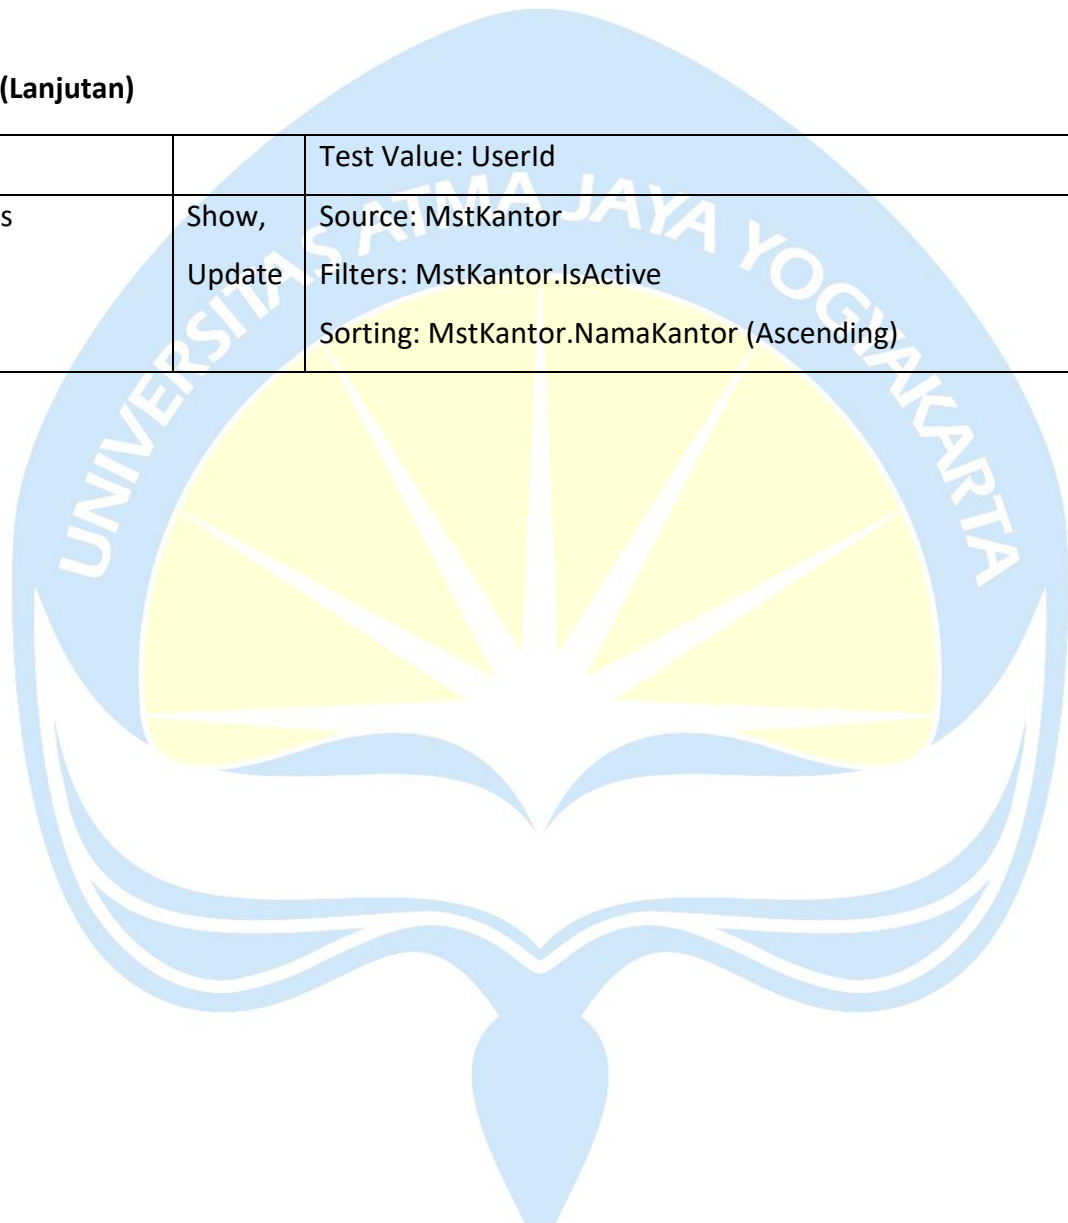 (Lanjutan)
Test Value: UserId
s
Show,
Update
Source: MstKantor
Filters: MstKantor.IsActive
Sorting: MstKantor.NamaKantor (Ascending)
UNIVERSITAS ATMA JAYA YOGYAKARTA